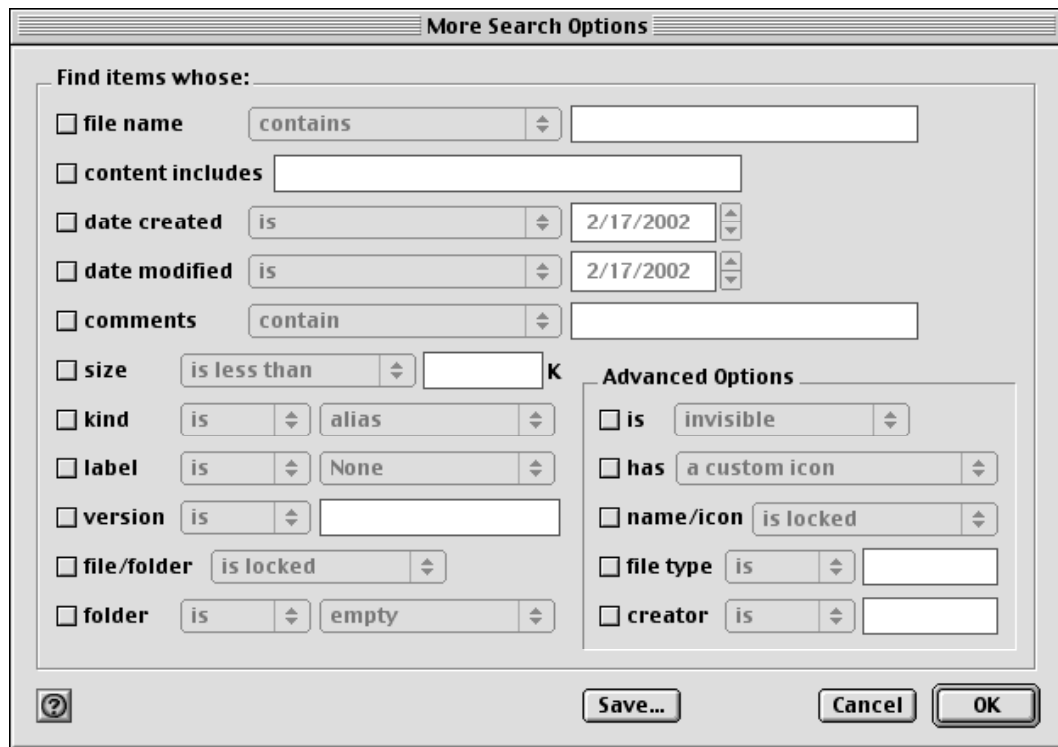 More Search Options
Find items whose:
file name contains
content includes
date created is 2/17/2002
date modified is 2/17/2002
comments contain
size is less than K
kind is alias
label is None
version is
file/folder is locked
folder is empty
Advanced Options
is invisible
has a custom icon
name/icon is locked
file type is
creator is
? Save... Cancel OK